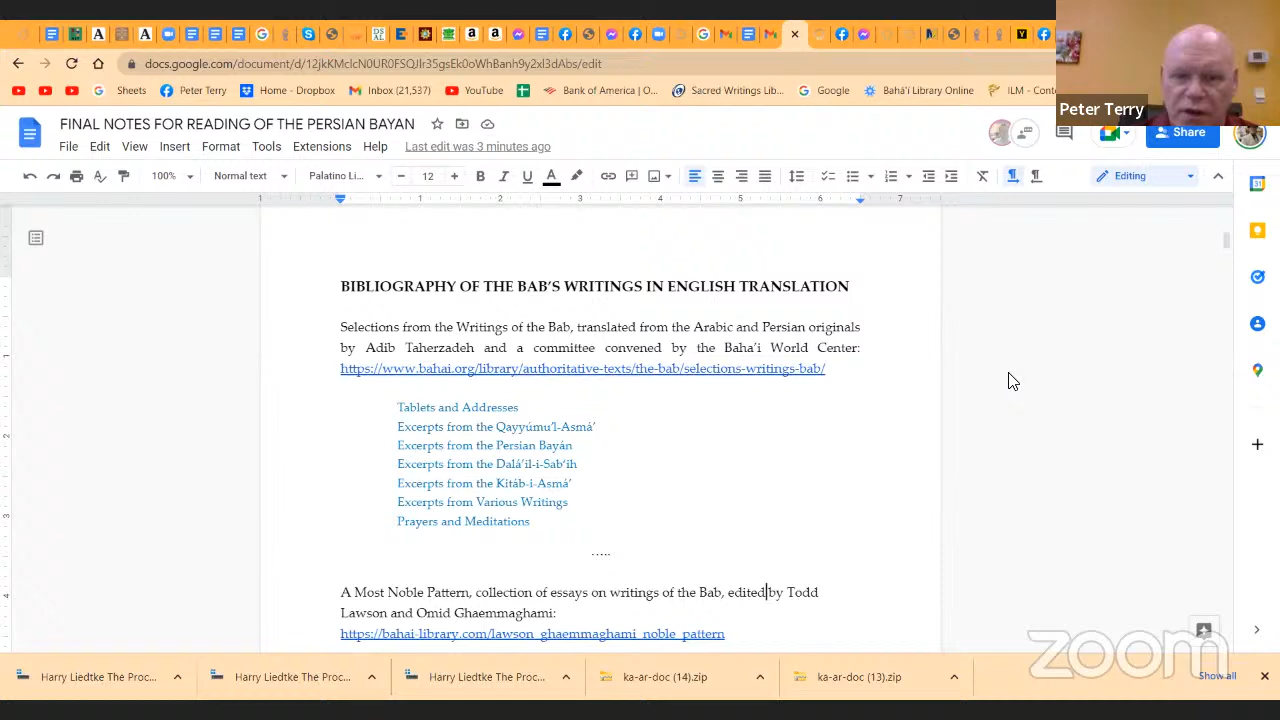 docs.google.com/document/d/12jkKMclcN0UR0FSQJlr35gsEk0oWhBanh9y2xl3dAbs/edit
Sheets Peter Terry Home - Dropbox Inbox (21,537) YouTube Bank of America | O... Sacred Writings Lib... Google Bahá'í Library Online ILM - Cont
Peter Terry
FINAL NOTES FOR READING OF THE PERSIAN BAYAN
File Edit View Insert Format Tools Extensions Help Last edit was 3 minutes ago
Share
100% Normal text Palatino Li... 12 Editing
BIBLIOGRAPHY OF THE BAB'S WRITINGS IN ENGLISH TRANSLATION
Selections from the Writings of the Bab, translated from the Arabic and Persian originals
by Adib Taherzadeh and a committee convened by the Baha'i World Center:
https://www.bahai.org/library/authoritative-texts/the-bab/selections-writings-bab/
Tablets and Addresses
Excerpts from the Qayyúmu'l-Asmá'
Excerpts from the Persian Bayán
Excerpts from the Dalá'il-i-Sab'ih
Excerpts from the Kitáb-i-Asmá'
Excerpts from Various Writings
Prayers and Meditations
…..
A Most Noble Pattern, collection of essays on writings of the Bab, edited by Todd
Lawson and Omid Ghaemmaghami:
https://bahai-library.com/lawson_ghaemmaghami_noble_pattern
zoom
Harry Liedtke The Proc... Harry Liedtke The Proc... Harry Liedtke The Proc... ka-ar-doc (14).zip ka-ar-doc (13).zip Show all